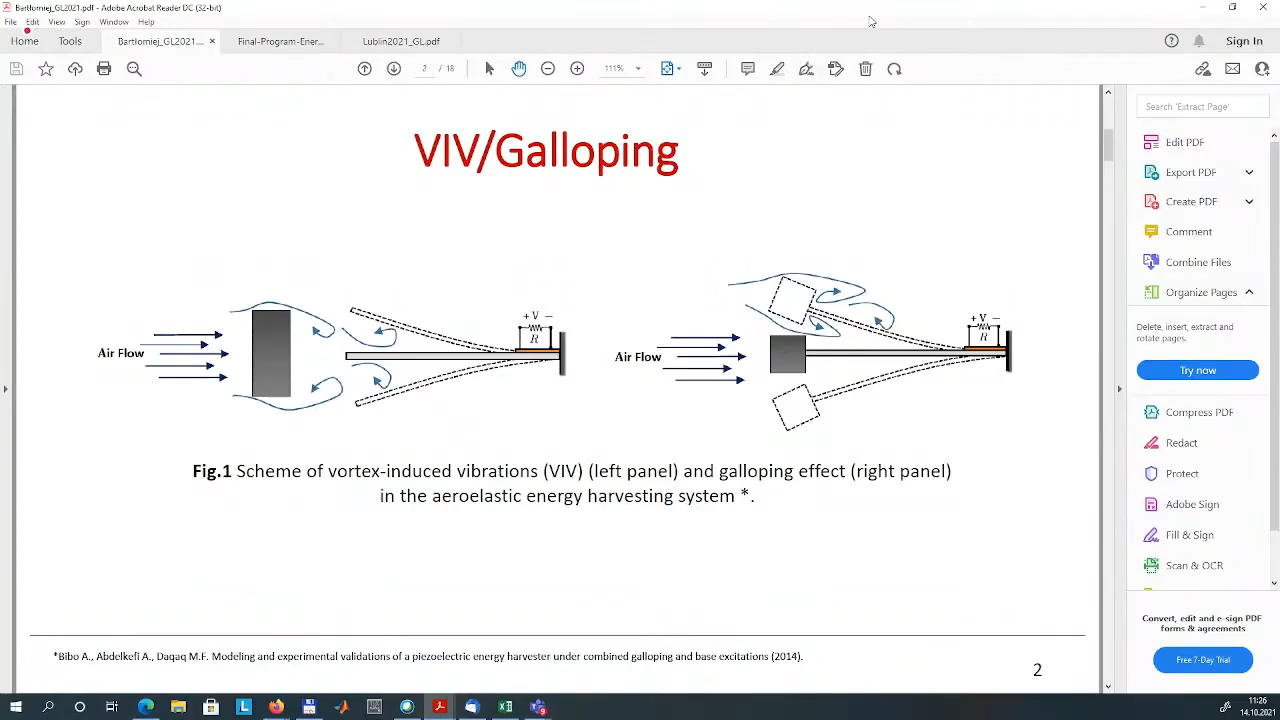 Bartlomiej_GL2021.pdf - Adobe Acrobat Reader DC (32-bit)
File Edit View Sign Window Help
Home Tools Bartlomiej_GL2021... × Final-Program-Ener... Lublin2021_GL.pdf Sign In
2 / 18 111%
VIV/Galloping
Air Flow
+ V −
R
Air Flow
+ V −
R
Fig.1 Scheme of vortex-induced vibrations (VIV) (left panel) and galloping effect (right panel)
in the aeroelastic energy harvesting system *.
*Bibo A., Abdelkefi A., Daqaq M.F. Modeling and experimental validations of a piezoelectric energy harvester under combined galloping and base excitations (2014).
2
Search 'Extract Page'
Edit PDF
Export PDF
Create PDF
Comment
Combine Files
Organize Pages
Delete, insert, extract and
rotate pages.
Try now
Compress PDF
Redact
Protect
Adobe Sign
Fill & Sign
Scan & OCR
Convert, edit and e-sign PDF
forms & agreements
Free 7-Day Trial
11:26
14.10.2021